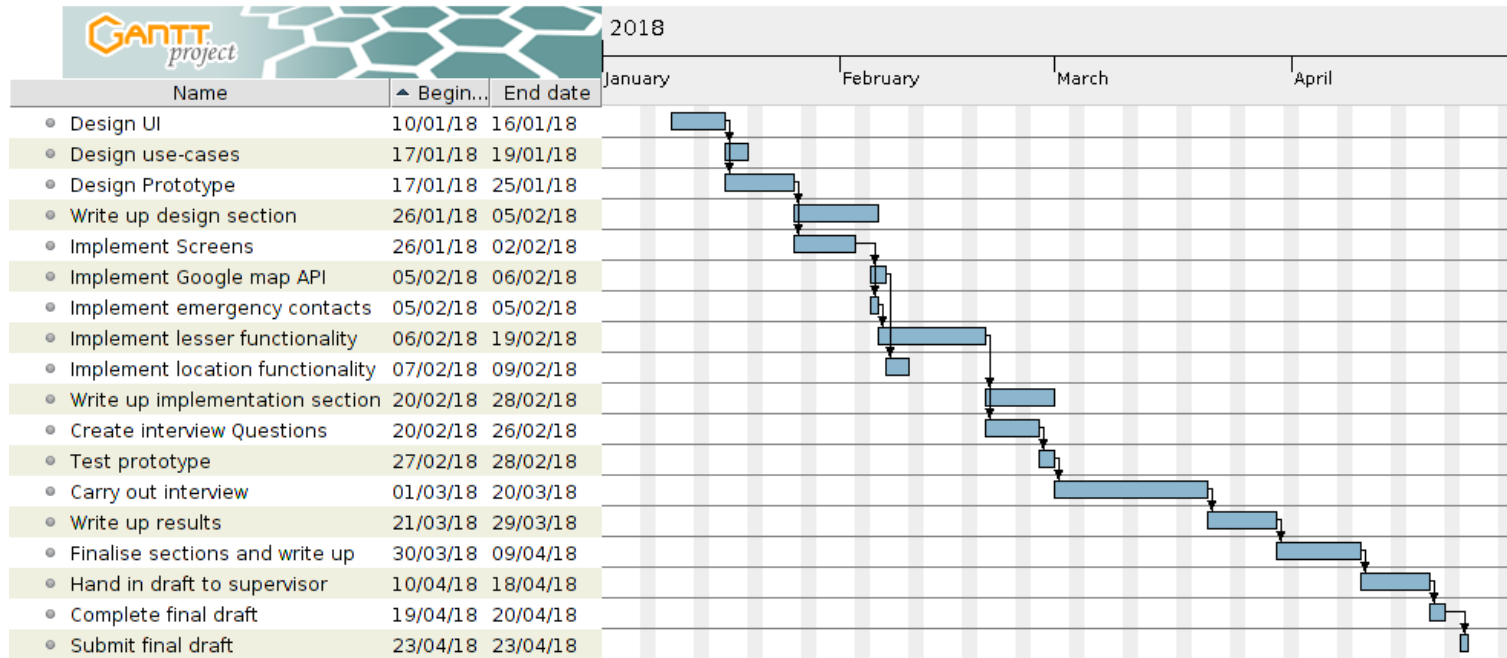 GANTT
project
2018
January February March April
Name Begin... End date
Design UI 10/01/18 16/01/18
Design use-cases 17/01/18 19/01/18
Design Prototype 17/01/18 25/01/18
Write up design section 26/01/18 05/02/18
Implement Screens 26/01/18 02/02/18
Implement Google map API 05/02/18 06/02/18
Implement emergency contacts 05/02/18 05/02/18
Implement lesser functionality 06/02/18 19/02/18
Implement location functionality 07/02/18 09/02/18
Write up implementation section 20/02/18 28/02/18
Create interview Questions 20/02/18 26/02/18
Test prototype 27/02/18 28/02/18
Carry out interview 01/03/18 20/03/18
Write up results 21/03/18 29/03/18
Finalise sections and write up 30/03/18 09/04/18
Hand in draft to supervisor 10/04/18 18/04/18
Complete final draft 19/04/18 20/04/18
Submit final draft 23/04/18 23/04/18